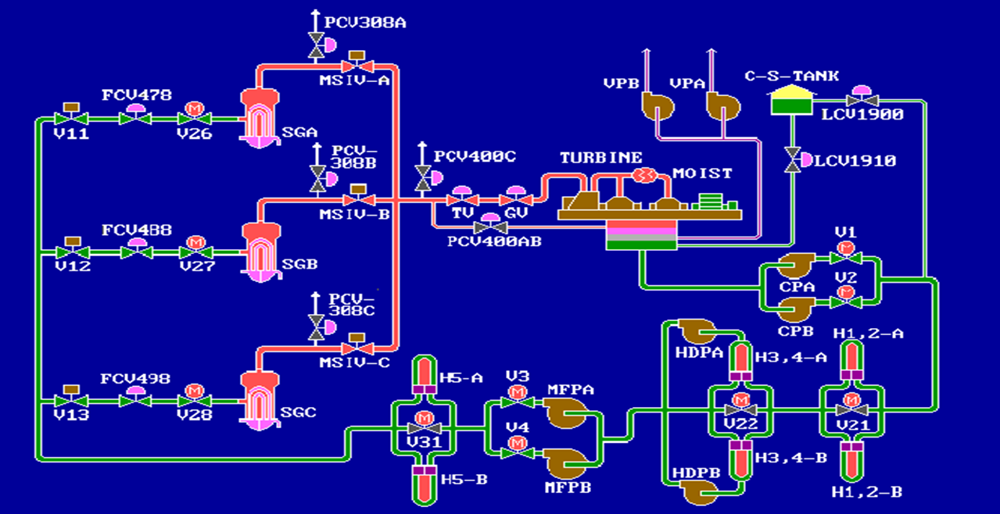 PCV308A
MSIV-A
FCV478
V11
V26
SGA
VPB
VPA
C-S-TANK
LCV1900
PCV-
308B
PCV400C
TURBINE
MOIST
LCV1910
MSIV-B
TV
GV
PCV400AB
FCV488
V12
V27
SGB
V1
V2
CPA
CPB
PCV-
308C
MSIV-C
FCV498
V13
V28
SGC
H5-A
V31
H5-B
V3
V4
MFPA
MFPB
HDPA
HDPB
H3,4-A
V22
H3,4-B
H1,2-A
V21
H1,2-B
M
M
M
M
M
M
M
M
M
M